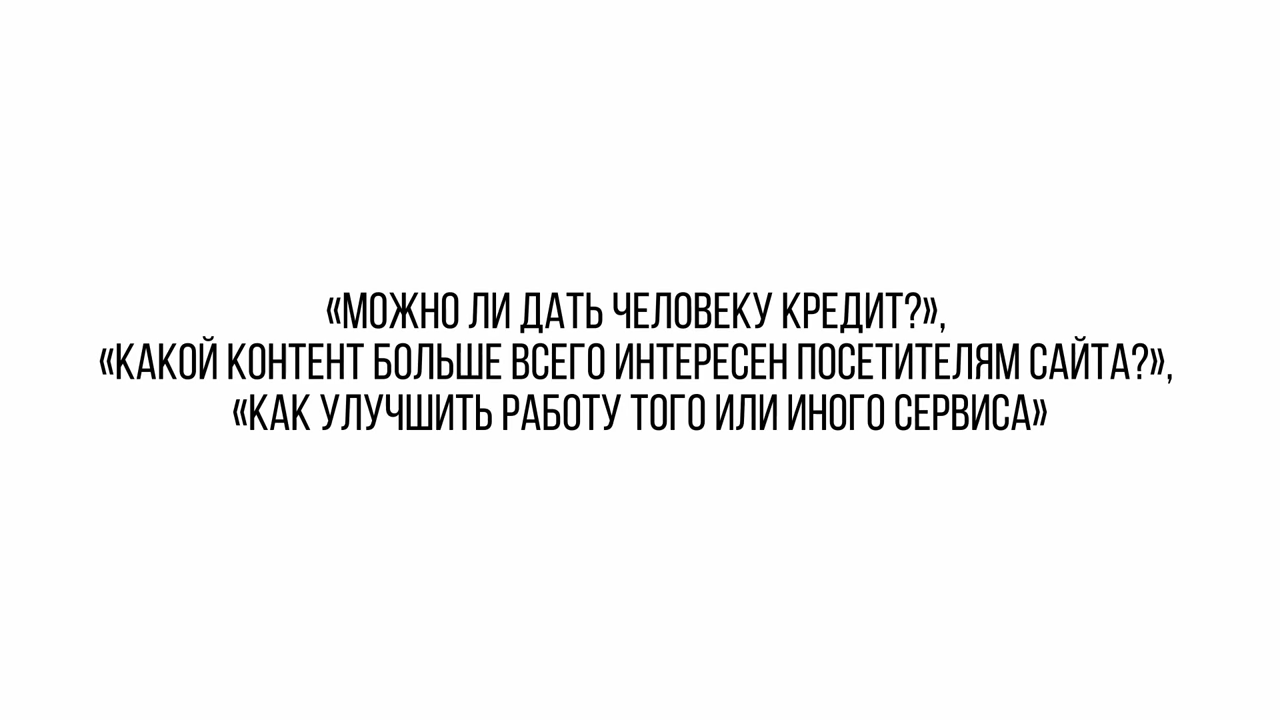 «МОЖНО ЛИ ДАТЬ ЧЕЛОВЕКУ КРЕДИТ?»,
«КАКОЙ КОНТЕНТ БОЛЬШЕ ВСЕГО ИНТЕРЕСЕН ПОСЕТИТЕЛЯМ САЙТА?»,
«КАК УЛУЧШИТЬ РАБОТУ ТОГО ИЛИ ИНОГО СЕРВИСА»